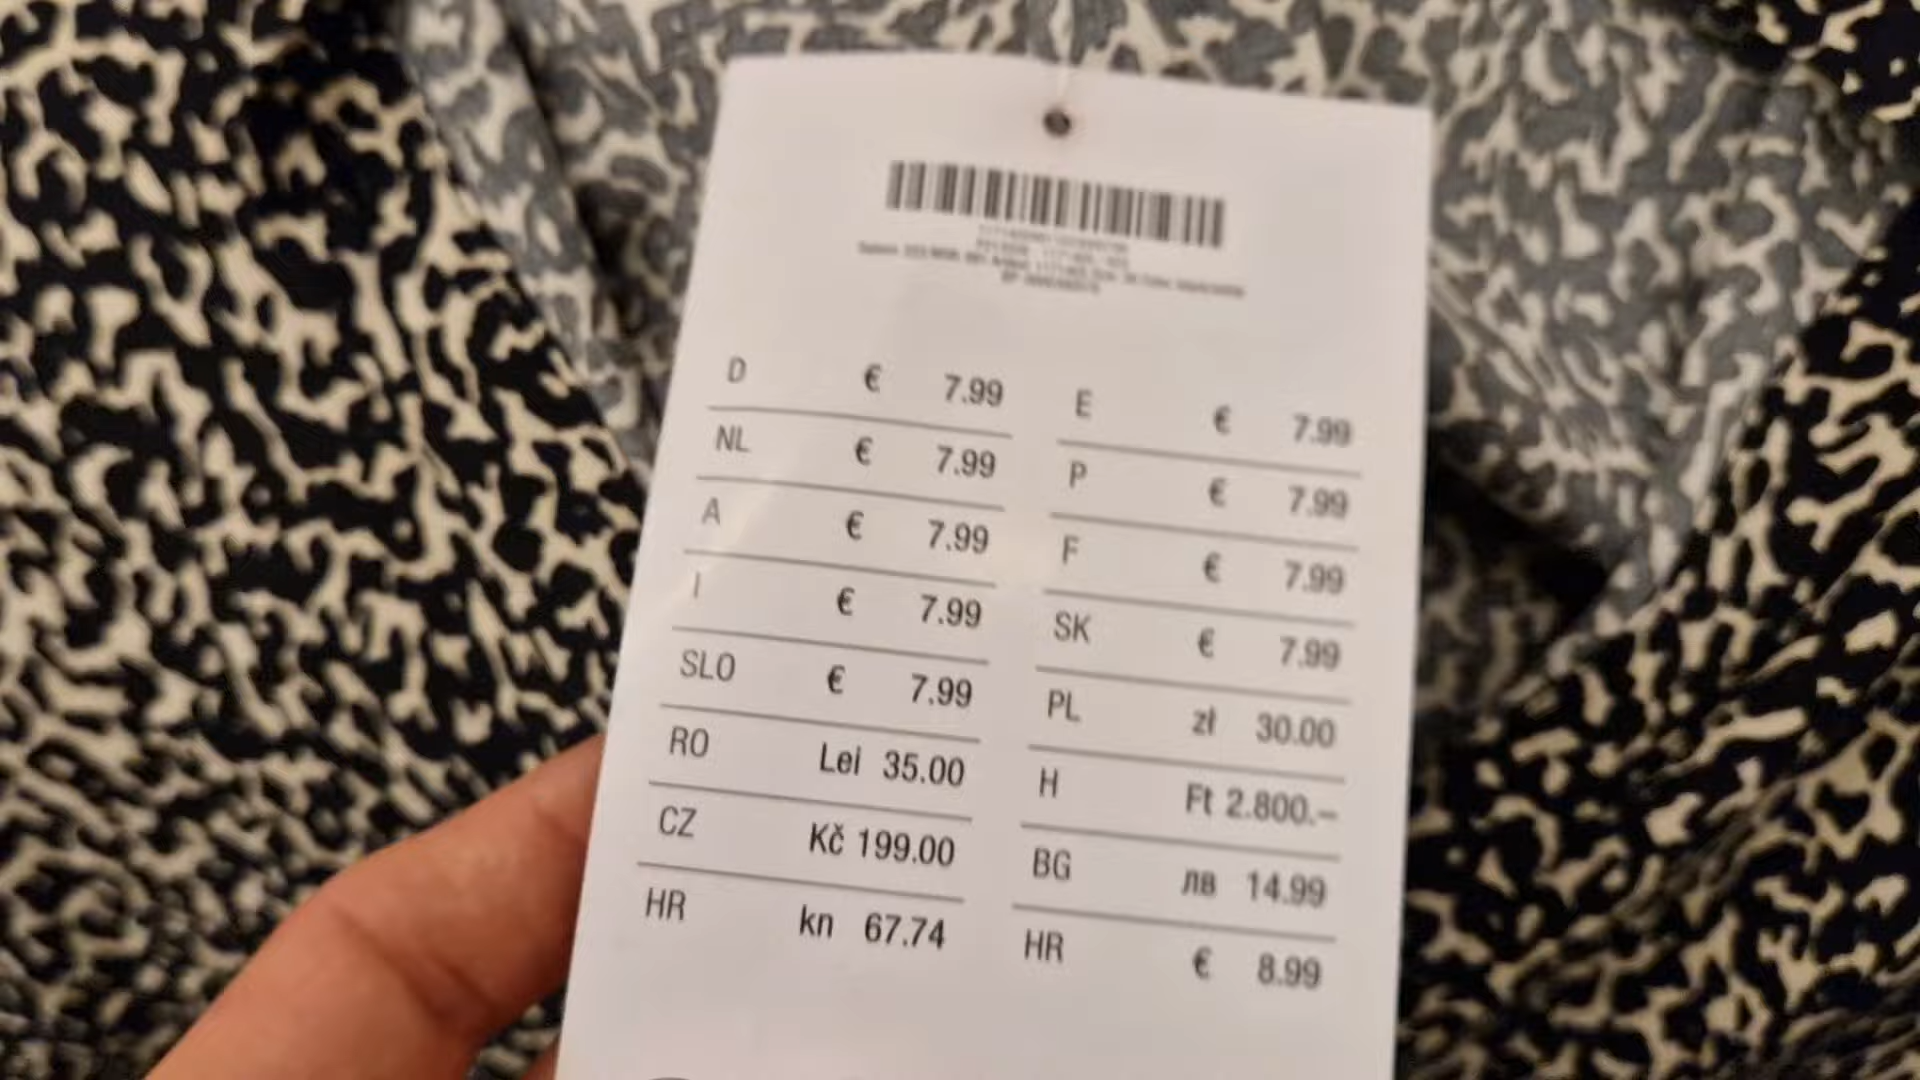 D € 7.99
NL € 7.99
A € 7.99
I € 7.99
SLO € 7.99
RO Lei 35.00
CZ Kč 199.00
HR kn 67.74
E € 7.99
P € 7.99
F € 7.99
SK € 7.99
PL zł 30.00
H Ft 2.800.–
BG лв 14.99
HR € 8.99